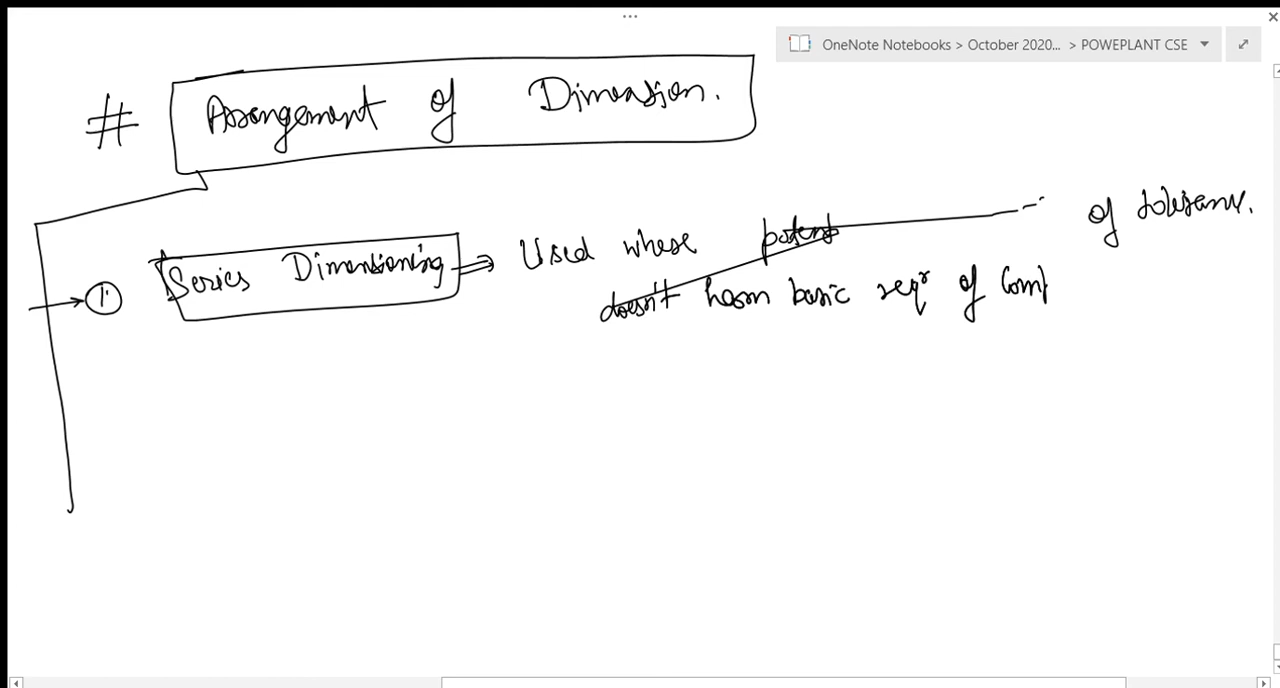 ...
OneNote Notebooks > October 2020... > POWEPLANT CSE
# Arrangement of Dimension.
① Series Dimensioning ⇒ Used where potent --- of tolerance.
doesn't harm basic reqr of Comp